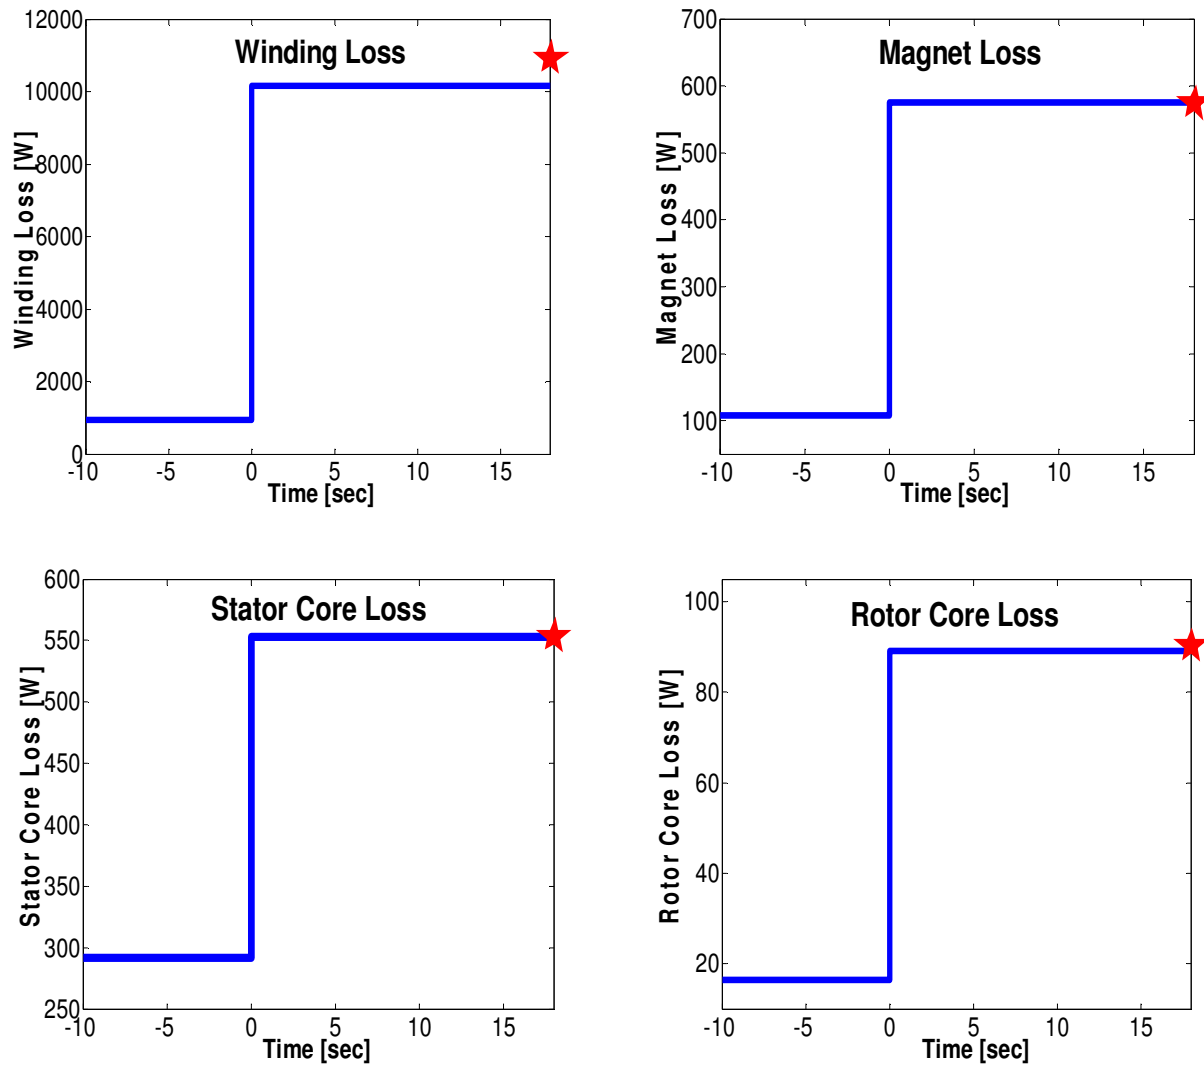 Winding Loss
Winding Loss [W]
12000
10000
8000
6000
4000
2000
0
-10 -5 0 5 10 15
Time [sec]
Magnet Loss
Magnet Loss [W]
700
600
500
400
300
200
100
-10 -5 0 5 10 15
Time [sec]
Stator Core Loss
Stator Core Loss [W]
600
550
500
450
400
350
300
250
-10 -5 0 5 10 15
Time [sec]
Rotor Core Loss
Rotor Core Loss [W]
100
80
60
40
20
-10 -5 0 5 10 15
Time [sec]